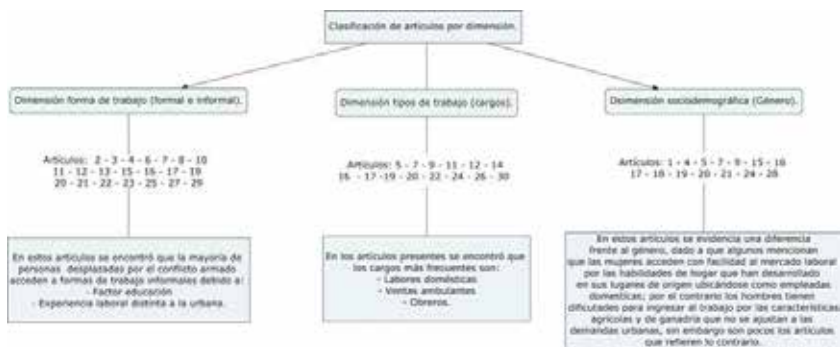 Clasificación de artículos por dimensión.
Dimensión forma de trabajo (formal e informal).
Artículos: 2 - 3 - 4 - 6 - 7 - 8 - 10
11 - 12 - 13 - 15 - 16 - 17 - 19
20 - 21 - 22 - 23 - 25 - 27 - 29
En estos artículos se encontró que la mayoría de
personas desplazadas por el conflicto armado
acceden a formas de trabajo informales debido a:
- Factor educación
- Experiencia laboral distinta a la urbana.
Dimensión tipos de trabajo (cargos).
Artículos: 5 - 7 - 9 - 11 - 12 - 14
16 - 17 -19 - 20 - 22 - 24 - 26 - 30
En los artículos presentes se encontró que
los cargos más frecuentes son:
- Labores domésticas
- Ventas ambulantes
- Obreros.
Deimensión sociodemográfica (Género).
Artículos: 1 - 4 - 5 - 7 - 9 - 15 - 16
17 - 18 - 19 - 20 - 21 - 24 - 28
En estos artículos se evidencia una diferencia
frente al género, dado a que algunos mencionan
que las mujeres acceden con facilidad al mercado laboral
por las habilidades de hogar que han desarrollado
en sus lugares de origen ubicándose como empleadas
domesticas; por el contrario los hombres tienen
dificutades para ingresar al trabajo por las características
agrícolas y de ganadría que no se ajustan a las
demandas urbanas, sin embargo son pocos los artículos
que refieren lo contrario.